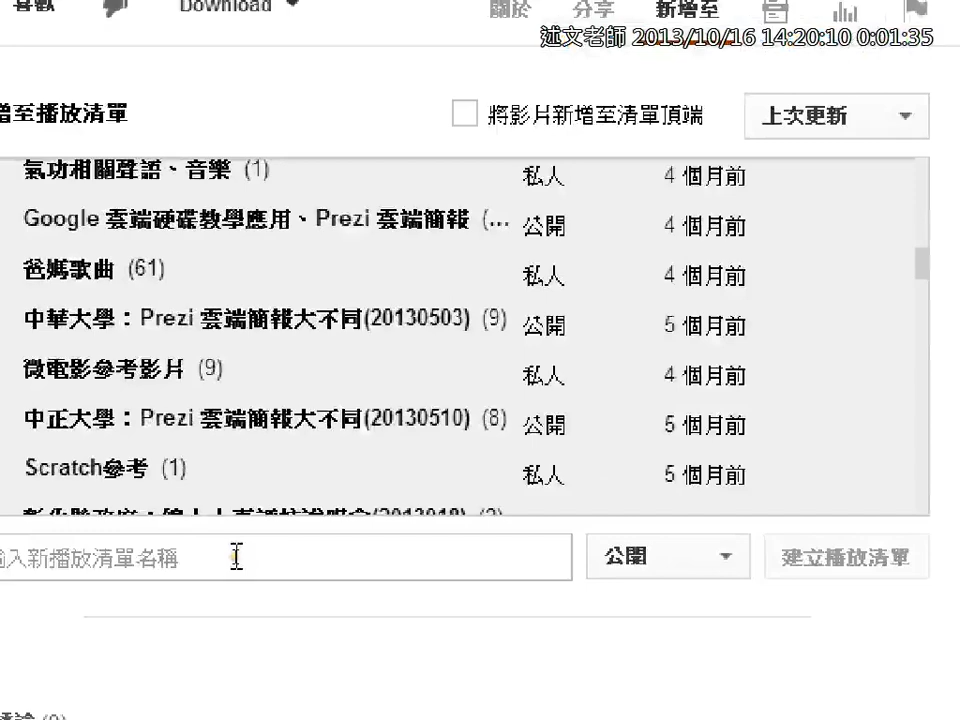 喜歡 Download 關於 分享 新增至
述文老師 2013/10/16 14:20:10 0:01:35
增至播放清單 將影片新增至清單頂端 上次更新
氣功相關聲語、音樂 (1) 私人 4 個月前
Google 雲端硬碟教學應用、Prezi 雲端簡報 (... 公開 4 個月前
爸媽歌曲 (61) 私人 4 個月前
中華大學：Prezi 雲端簡報大不同(20130503) (9) 公開 5 個月前
微電影參考影片 (9) 私人 4 個月前
中正大學：Prezi 雲端簡報大不同(20130510) (8) 公開 5 個月前
Scratch參考 (1) 私人 5 個月前
輸入新播放清單名稱 公開 建立播放清單